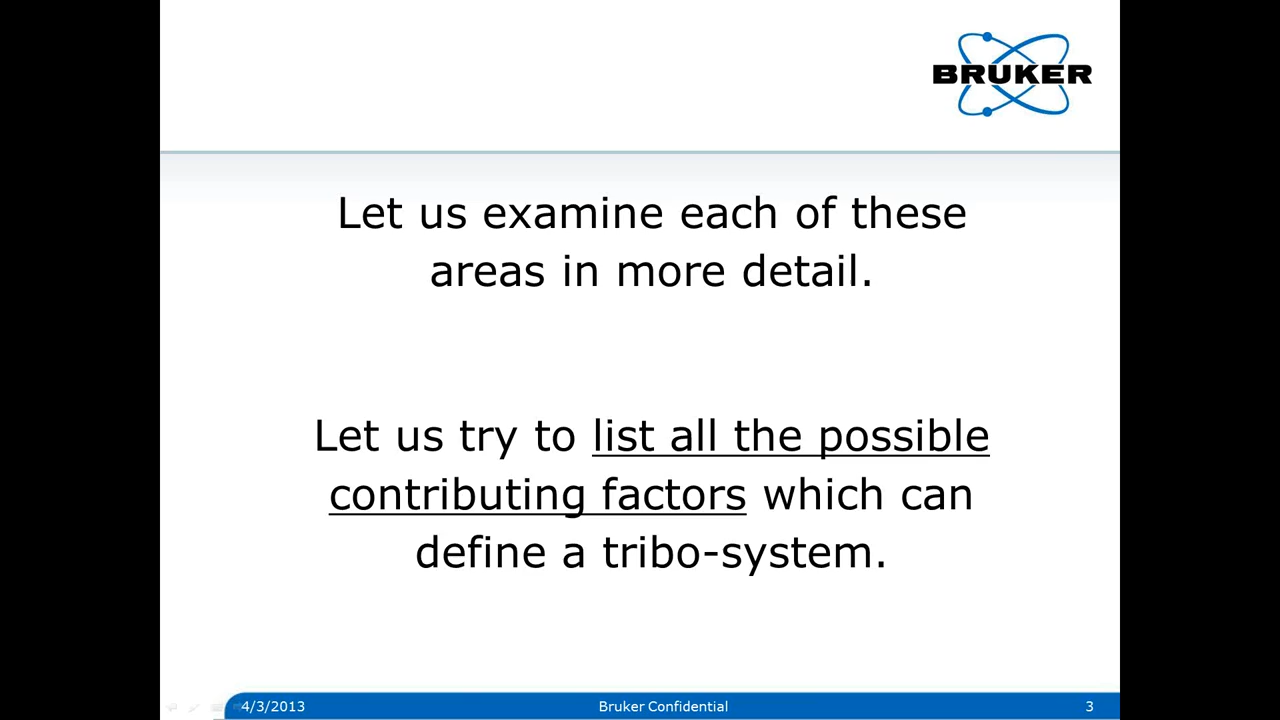 BRUKER
Let us examine each of these
areas in more detail.
Let us try to list all the possible
contributing factors which can
define a tribo-system.
4/3/2013 Bruker Confidential 3